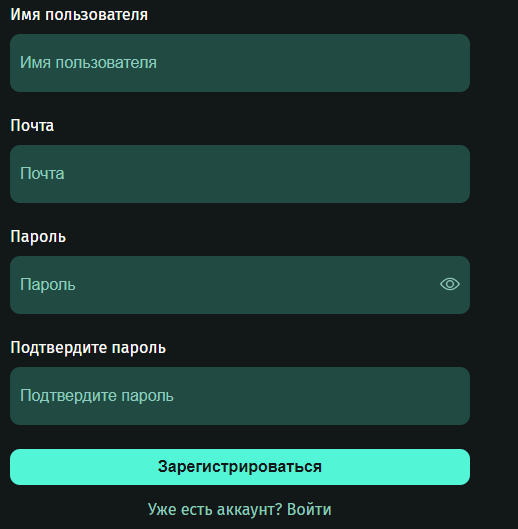 Имя пользователя
Имя пользователя
Почта
Почта
Пароль
Пароль
Подтвердите пароль
Подтвердите пароль
Зарегистрироваться
Уже есть аккаунт? Войти